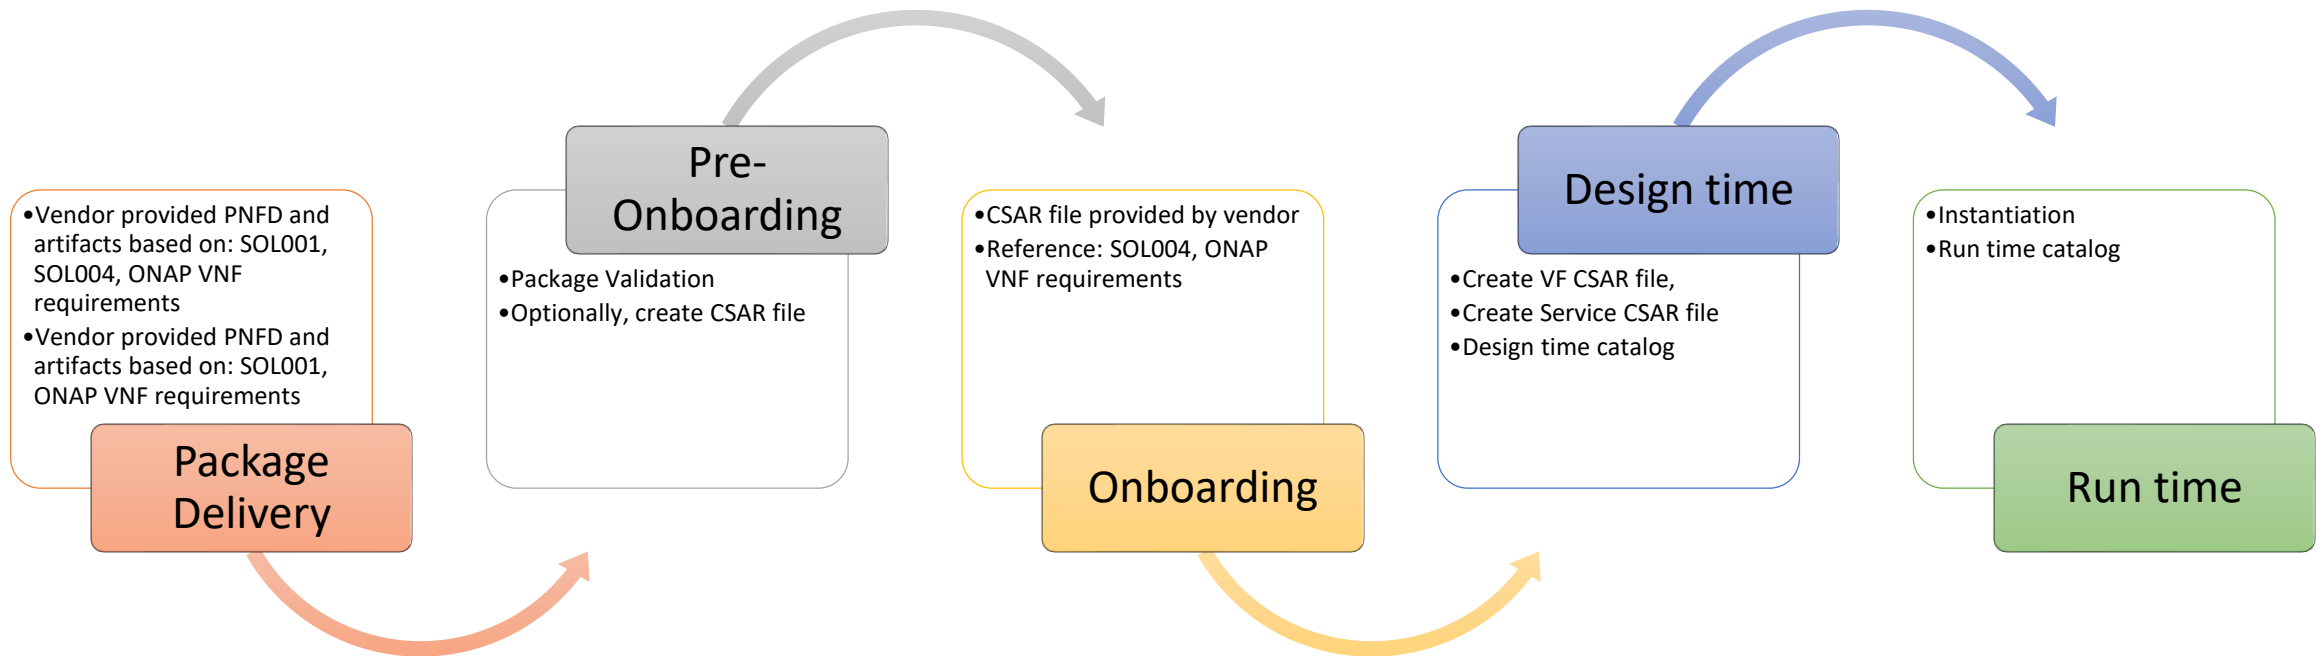 •Vendor provided PNFD and
artifacts based on: SOL001,
SOL004, ONAP VNF
requirements
•Vendor provided PNFD and
artifacts based on: SOL001,
ONAP VNF requirements
Package
Delivery
Pre-
Onboarding
•Package Validation
•Optionally, create CSAR file
•CSAR file provided by vendor
•Reference: SOL004, ONAP
VNF requirements
Onboarding
Design time
•Create VF CSAR file,
•Create Service CSAR file
•Design time catalog
•Instantiation
•Run time catalog
Run time